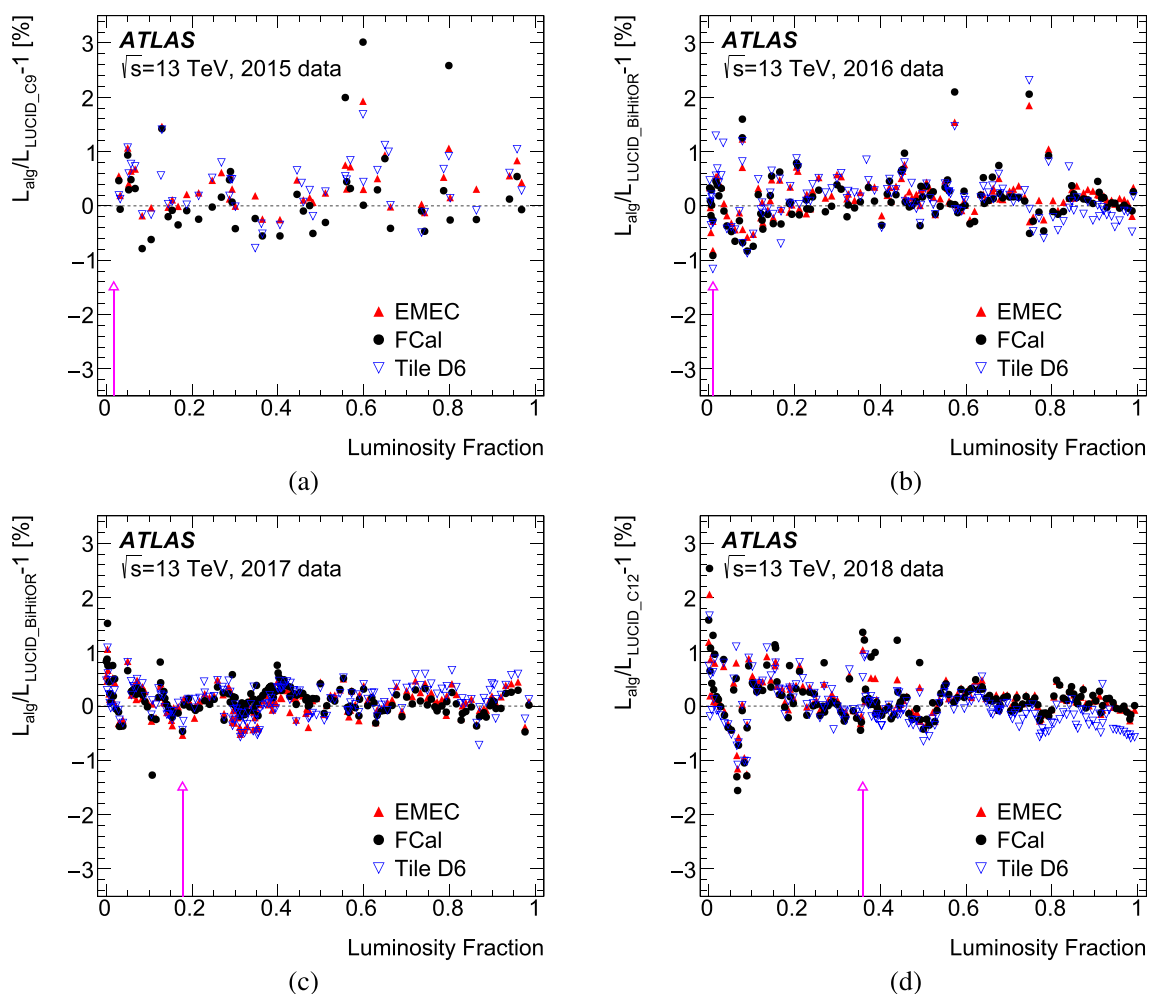 L_alg/L_LUCID_C9-1 [%]
ATLAS
√s=13 TeV, 2015 data
3
2
1
0
−1
−2
−3
EMEC
FCal
Tile D6
0 0.2 0.4 0.6 0.8 1
Luminosity Fraction
(a)
L_alg/L_LUCID_BiHitOR-1 [%]
ATLAS
√s=13 TeV, 2016 data
3
2
1
0
−1
−2
−3
EMEC
FCal
Tile D6
0 0.2 0.4 0.6 0.8 1
Luminosity Fraction
(b)
L_alg/L_LUCID_BiHitOR-1 [%]
ATLAS
√s=13 TeV, 2017 data
3
2
1
0
−1
−2
−3
EMEC
FCal
Tile D6
0 0.2 0.4 0.6 0.8 1
Luminosity Fraction
(c)
L_alg/L_LUCID_C12-1 [%]
ATLAS
√s=13 TeV, 2018 data
3
2
1
0
−1
−2
−3
EMEC
FCal
Tile D6
0 0.2 0.4 0.6 0.8 1
Luminosity Fraction
(d)